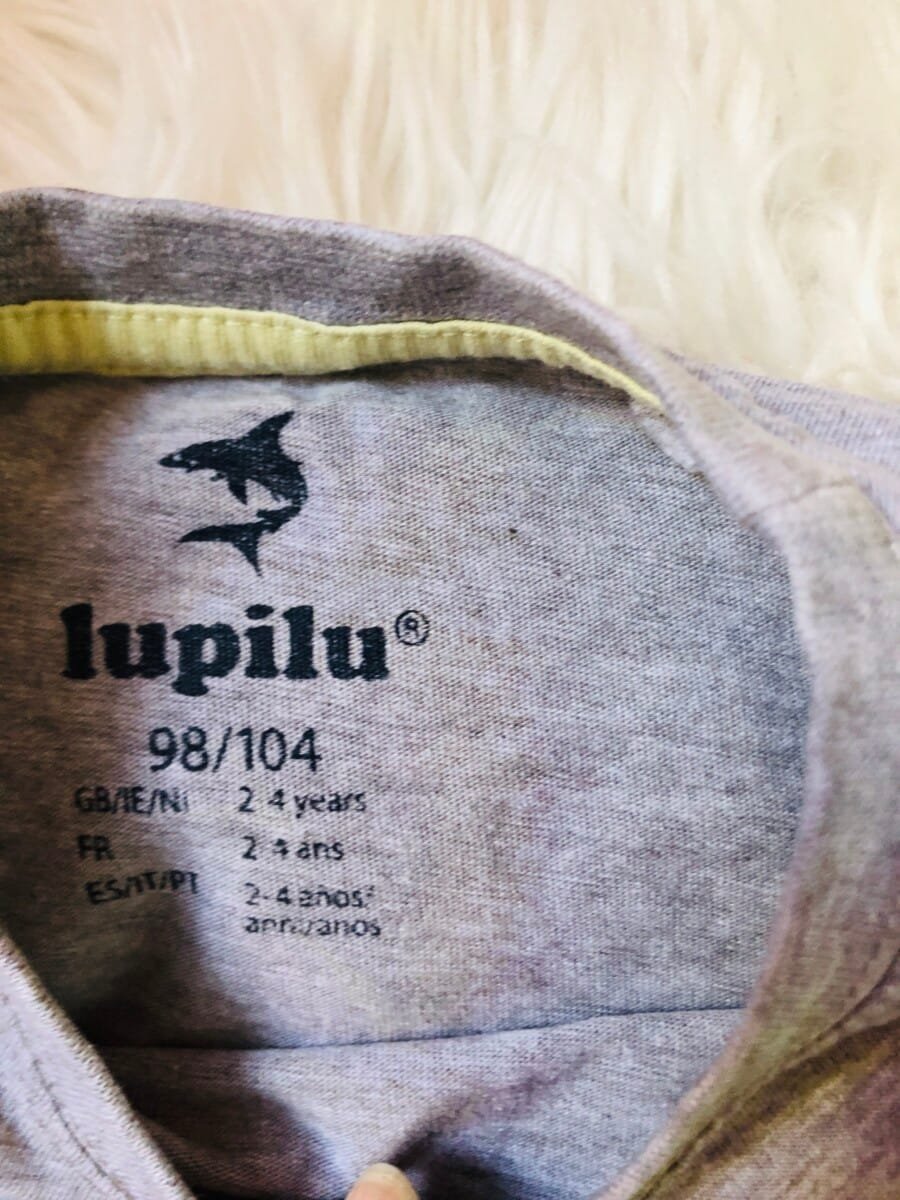 lupilu®
98/104
GB/IE/NI 2-4 years
FR 2-4 ans
ES/IT/PT 2-4 años/
anni/anos